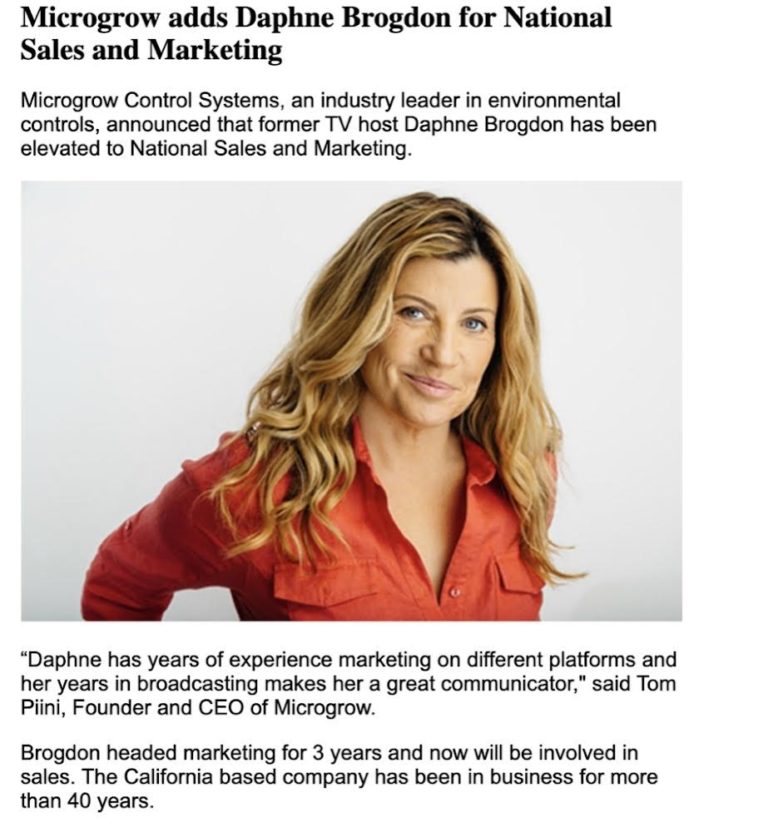 Microgrow adds Daphne Brogdon for National
Sales and Marketing
Microgrow Control Systems, an industry leader in environmental
controls, announced that former TV host Daphne Brogdon has been
elevated to National Sales and Marketing.
“Daphne has years of experience marketing on different platforms and
her years in broadcasting makes her a great communicator," said Tom
Piini, Founder and CEO of Microgrow.
Brogdon headed marketing for 3 years and now will be involved in
sales. The California based company has been in business for more
than 40 years.